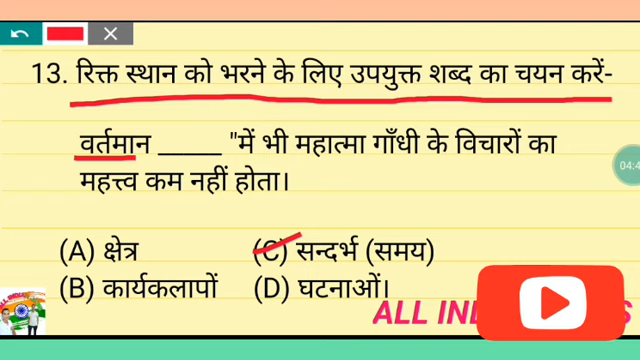 13. रिक्त स्थान को भरने के लिए उपयुक्त शब्द का चयन करें-
वर्तमान _____ "में भी महात्मा गाँधी के विचारों का
महत्त्व कम नहीं होता।
(A) क्षेत्र (C) सन्दर्भ (समय)
(B) कार्यकलापों (D) घटनाओं।
ALL